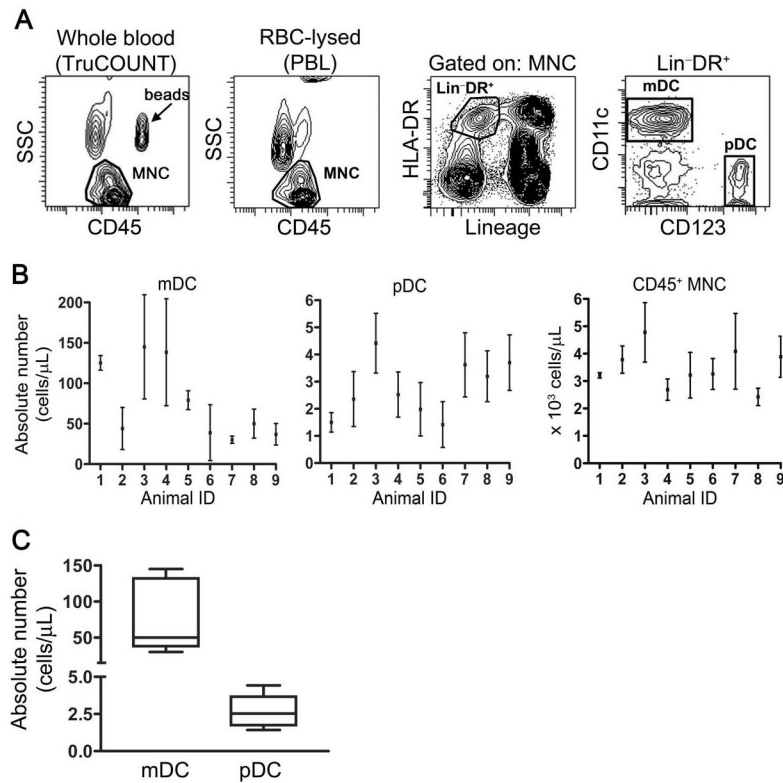 A
Whole blood
(TruCOUNT)
SSC
beads
MNC
CD45
RBC-lysed
(PBL)
SSC
MNC
CD45
Gated on: MNC
Lin⁻DR⁺
HLA-DR
Lineage
Lin⁻DR⁺
mDC
pDC
CD11c
CD123
B
mDC
Absolute number
(cells/µL)
200
150
100
50
0
1 2 3 4 5 6 7 8 9
Animal ID
pDC
6
5
4
3
2
1
0
1 2 3 4 5 6 7 8 9
Animal ID
CD45⁺ MNC
x 10³ cells/µL
6
5
4
3
2
1
0
1 2 3 4 5 6 7 8 9
Animal ID
C
Absolute number
(cells/µL)
150
100
50
5.0
2.5
0.0
mDC pDC